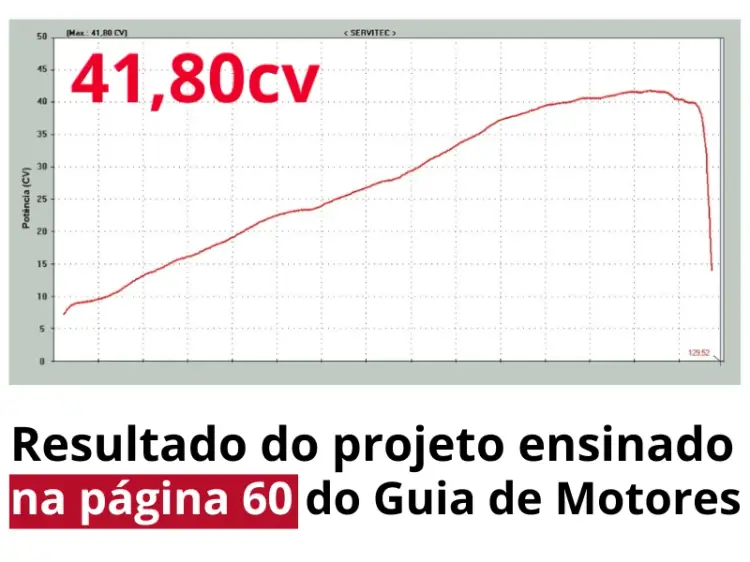 [Max.: 41,80 CV]
< SERVITEC >
41,80cv
Potência (CV)
50
45
40
35
30
25
20
15
10
5
0
129.52
Resultado do projeto ensinado
na página 60 do Guia de Motores